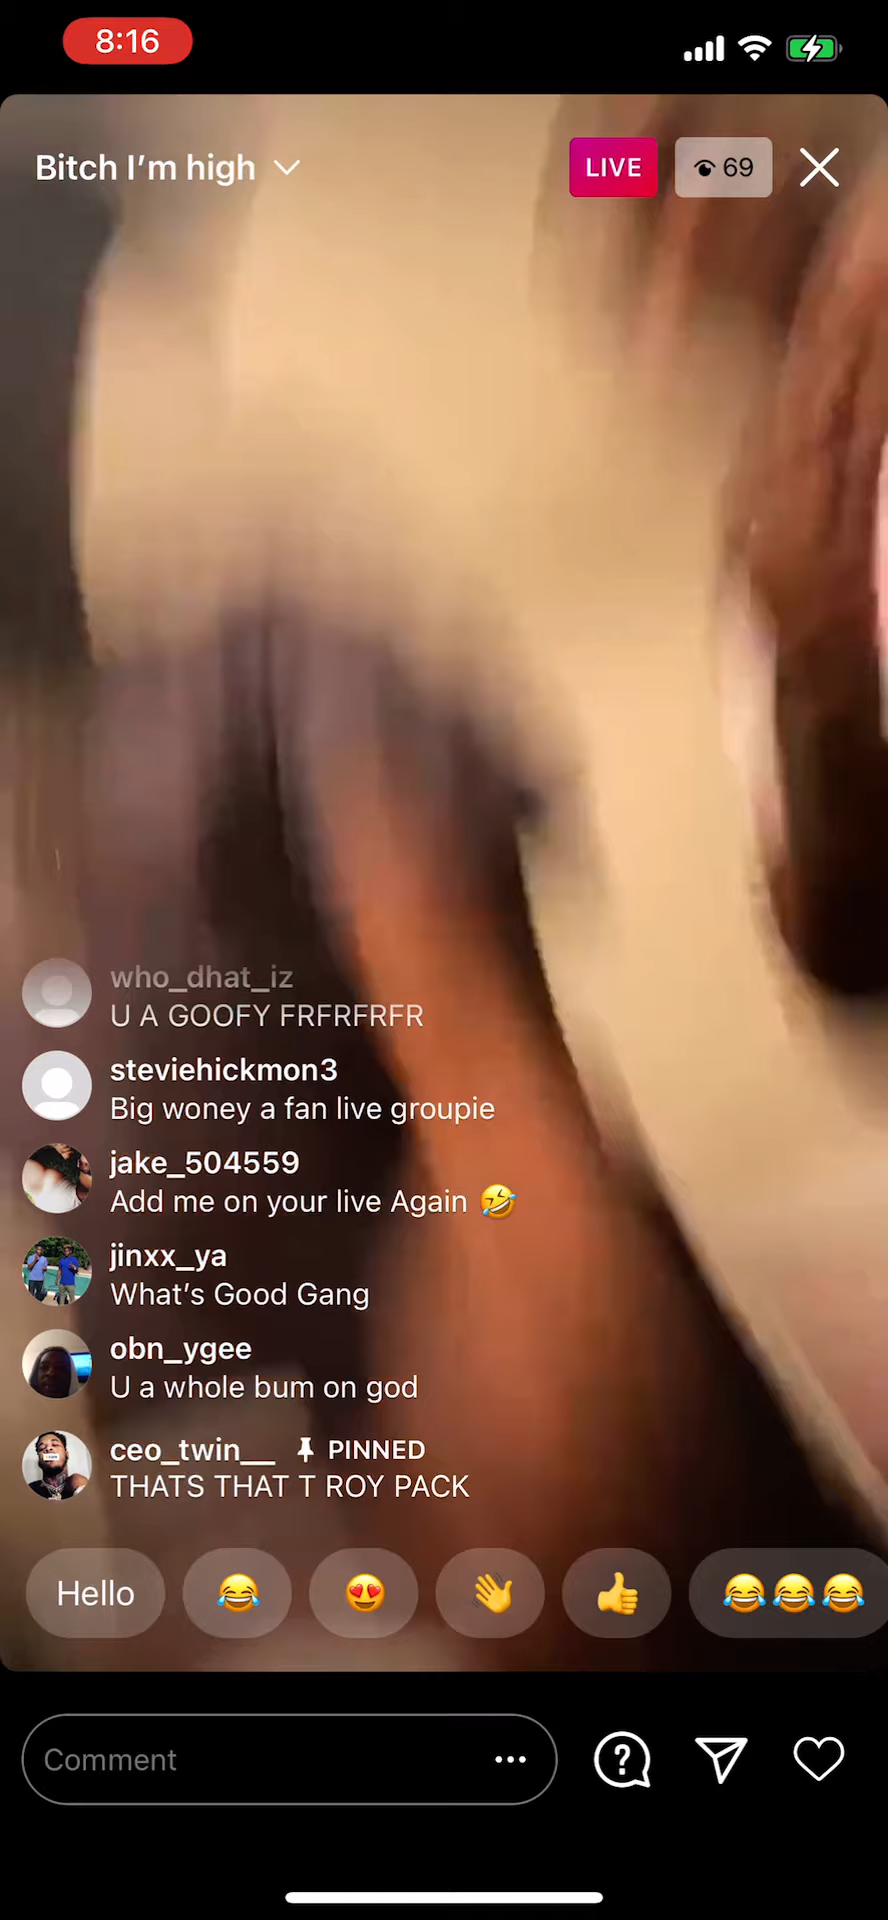 8:16
Bitch I’m high
LIVE
69
who_dhat_iz
U A GOOFY FRFRFRFR
steviehickmon3
Big woney a fan live groupie
jake_504559
Add me on your live Again 🤣
jinxx_ya
What’s Good Gang
obn_ygee
U a whole bum on god
ceo_twin__ PINNED
THATS THAT T ROY PACK
Hello 😂 😍 👋 👍 😂😂😂
Comment